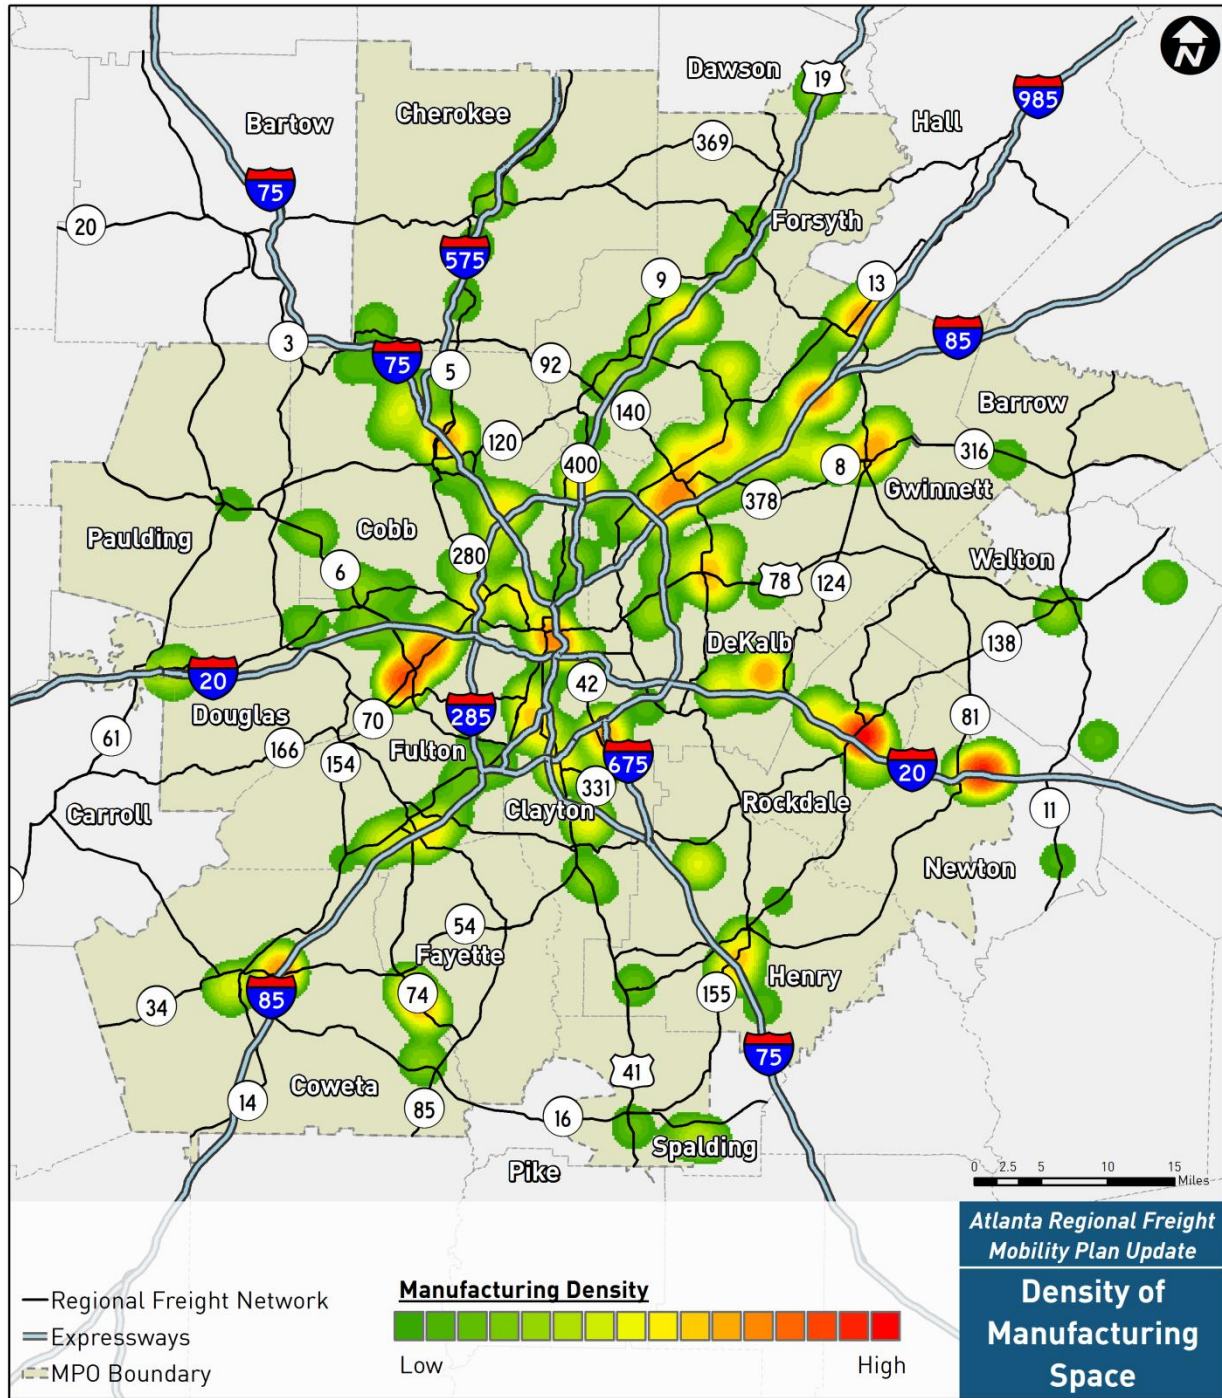 Dawson
19
N
985
Hall
Bartow
Cherokee
369
75
20
Forsyth
575
9
13
3
85
75
5
92
Barrow
140
120
316
400
8
Gwinnett
378
Cobb
Paulding
280
6
Walton
78
124
DeKalb
138
20
42
Douglas
285
70
81
61
166
Fulton
154
675
20
331
Rockdale
Clayton
Carroll
11
Newton
54
Fayette
Henry
74
155
34
85
75
41
Coweta
14
85
16
Spalding
Pike
0 2.5 5 10 15
Miles
Atlanta Regional Freight
Mobility Plan Update
Density of
Manufacturing
Space
Manufacturing Density
Low High
Regional Freight Network
Expressways
MPO Boundary